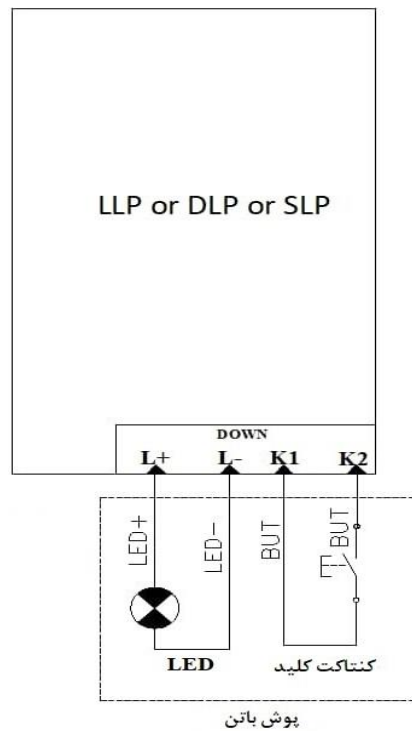 LLP or DLP or SLP
DOWN
L+ L- K1 K2
LED+ LED- BUT BUT
LED کنتاکت کلید
پوش باتن